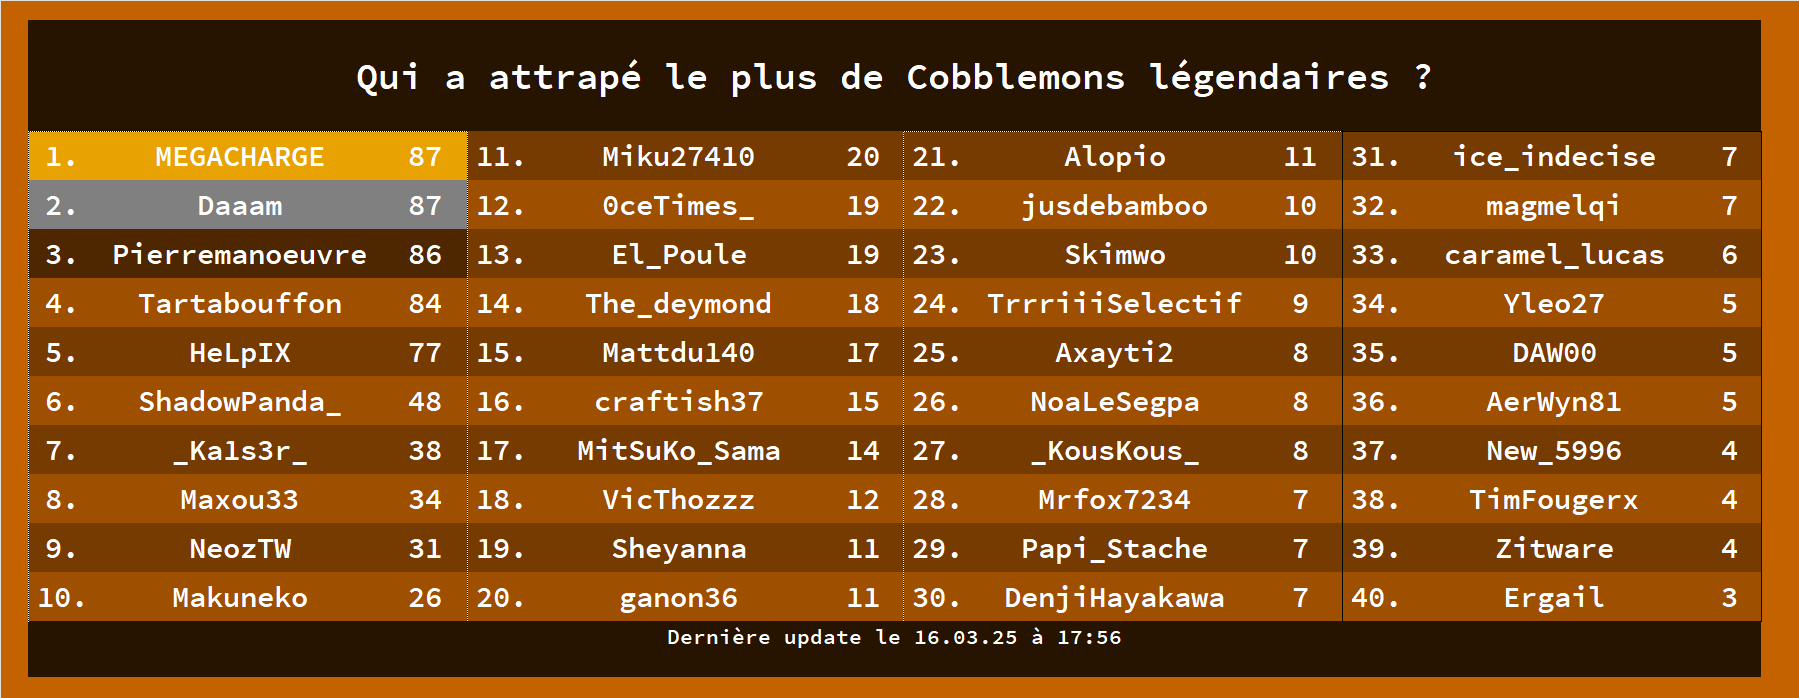 Qui a attrapé le plus de Cobblemons légendaires ?
1. MEGACHARGE 87
2. Daaam 87
3. Pierremanoeuvre 86
4. Tartabouffon 84
5. HeLpIX 77
6. ShadowPanda_ 48
7. _Ka1s3r_ 38
8. Maxou33 34
9. NeozTW 31
10. Makuneko 26
11. Miku27410 20
12. 0ceTimes_ 19
13. El_Poule 19
14. The_deymond 18
15. Mattdu140 17
16. craftish37 15
17. MitSuKo_Sama 14
18. VicThozzz 12
19. Sheyanna 11
20. ganon36 11
21. Alopio 11
22. jusdebamboo 10
23. Skimwo 10
24. TrrriiiSelectif 9
25. Axayti2 8
26. NoaLeSegpa 8
27. _KousKous_ 8
28. Mrfox7234 7
29. Papi_Stache 7
30. DenjiHayakawa 7
31. ice_indecise 7
32. magmelqi 7
33. caramel_lucas 6
34. Yleo27 5
35. DAW00 5
36. AerWyn81 5
37. New_5996 4
38. TimFougerx 4
39. Zitware 4
40. Ergail 3
Dernière update le 16.03.25 à 17:56